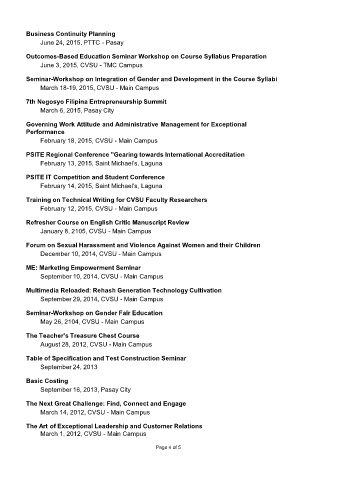 Business Continuity Planning
June 24, 2015, PTTC - Pasay
Outcomes-Based Education Seminar Workshop on Course Syllabus Preparation
June 3, 2015, CVSU - TMC Campus
Seminar-Workshop on Integration of Gender and Development in the Course Syllabi
March 18-19, 2015, CVSU - Main Campus
7th Negosyo Filipina Entrepreneurship Summit
March 6, 2015, Pasay City
Governing Work Attitude and Administrative Management for Exceptional
Performance
February 18, 2015, CVSU - Main Campus
PSITE Regional Conference "Gearing towards International Accreditation
February 13, 2015, Saint Michael's, Laguna
PSITE IT Competition and Student Conference
February 14, 2015, Saint Michael's, Laguna
Training on Technical Writing for CVSU Faculty Researchers
February 12, 2015, CVSU - Main Campus
Refresher Course on English Critic Manuscript Review
January 8, 2105, CVSU - Main Campus
Forum on Sexual Harassment and Violence Against Women and their Children
December 10, 2014, CVSU - Main Campus
ME: Marketing Empowerment Seminar
September 10, 2014, CVSU - Main Campus
Multimedia Reloaded: Rehash Generation Technology Cultivation
September 29, 2014, CVSU - Main Campus
Seminar-Workshop on Gender Fair Education
May 26, 2104, CVSU - Main Campus
The Teacher's Treasure Chest Course
August 28, 2012, CVSU - Main Campus
Table of Specification and Test Construction Seminar
September 24, 2013
Basic Costing
September 16, 2013, Pasay City
The Next Great Challenge: Find, Connect and Engage
March 14, 2012, CVSU - Main Campus
The Art of Exceptional Leadership and Customer Relations
March 1, 2012, CVSU - Main Campus
Page 4 of 5